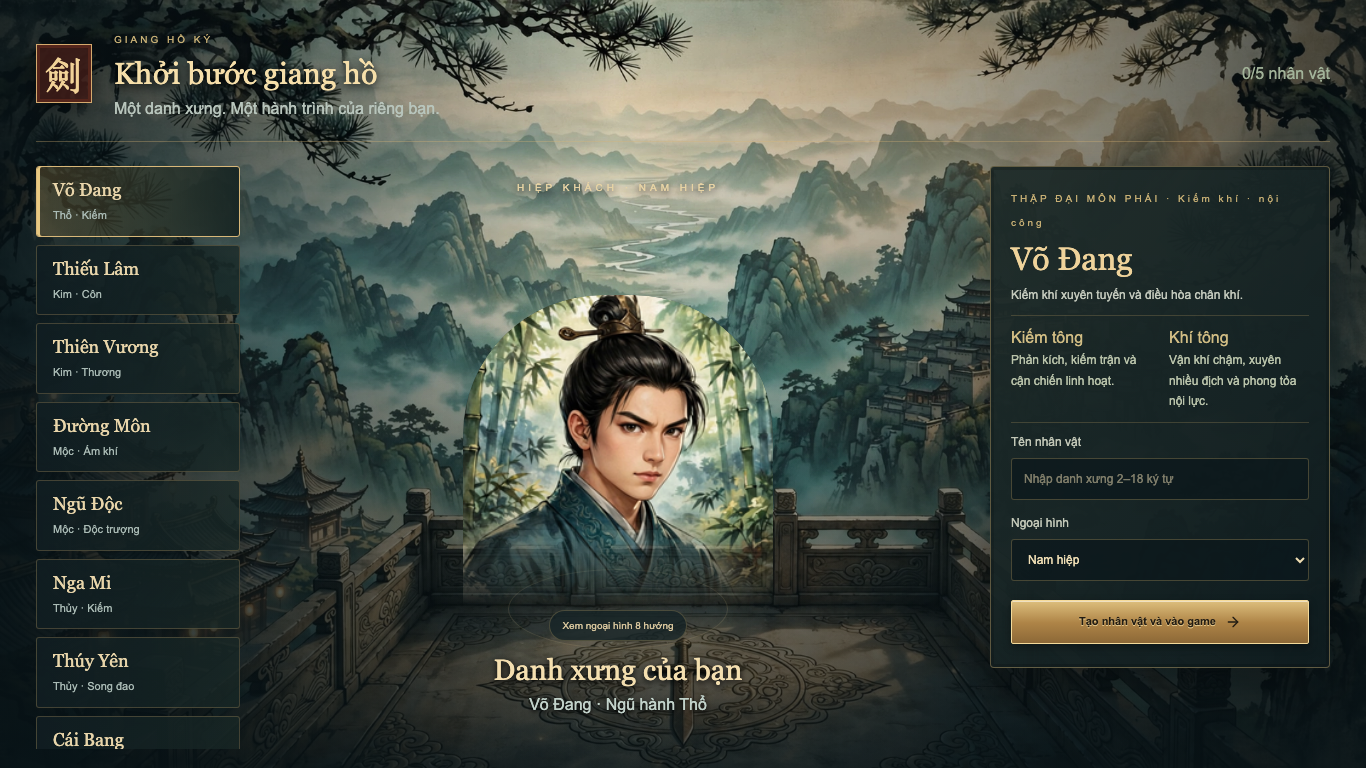 劍
GIANG HỒ KÝ
Khởi bước giang hồ
Một danh xưng. Một hành trình của riêng bạn.
0/5 nhân vật
Võ Đang
Thổ · Kiếm
Thiếu Lâm
Kim · Côn
Thiên Vương
Kim · Thương
Đường Môn
Mộc · Ám khí
Ngũ Độc
Mộc · Độc trượng
Nga Mi
Thủy · Kiếm
Thúy Yên
Thủy · Song đao
Cái Bang
HIỆP KHÁCH · NAM HIỆP
Xem ngoại hình 8 hướng
Danh xưng của bạn
Võ Đang · Ngũ hành Thổ
THẬP ĐẠI MÔN PHÁI · Kiếm khí · nội
công
Võ Đang
Kiếm khí xuyên tuyến và điều hòa chân khí.
Kiếm tông
Phản kích, kiếm trận và
cận chiến linh hoạt.
Khí tông
Vận khí chậm, xuyên
nhiều địch và phong tỏa
nội lực.
Tên nhân vật
Nhập danh xưng 2–18 ký tự
Ngoại hình
Nam hiệp
Tạo nhân vật và vào game →